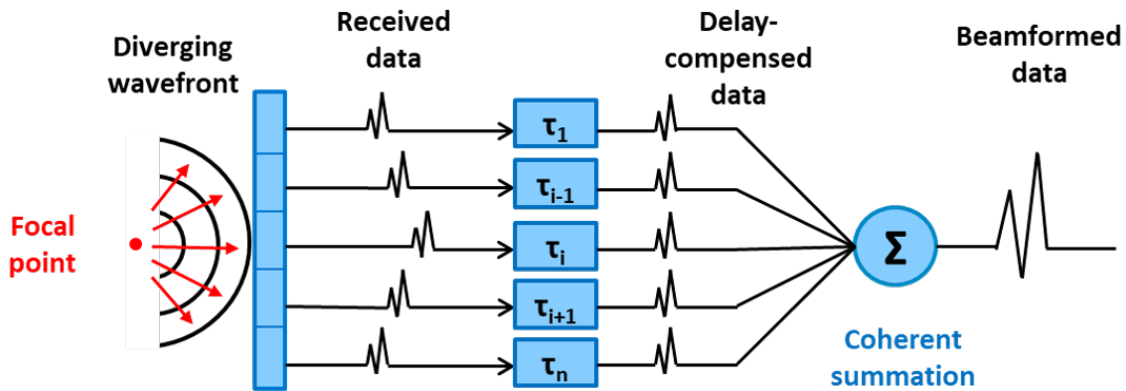 Diverging
wavefront
Received
data
Delay-
compensed
data
Beamformed
data
Focal
point
τ1
τi-1
τi
τi+1
τn
Σ
Coherent
summation